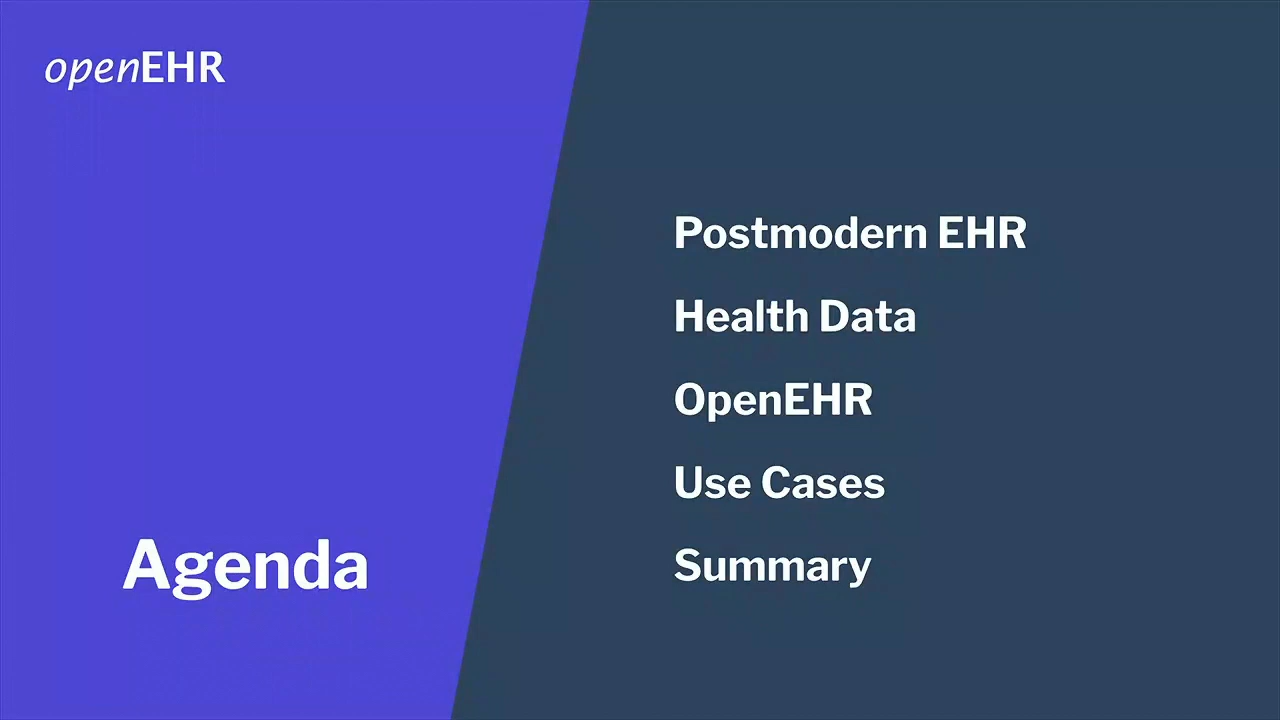 openEHR
Agenda
Postmodern EHR
Health Data
OpenEHR
Use Cases
Summary